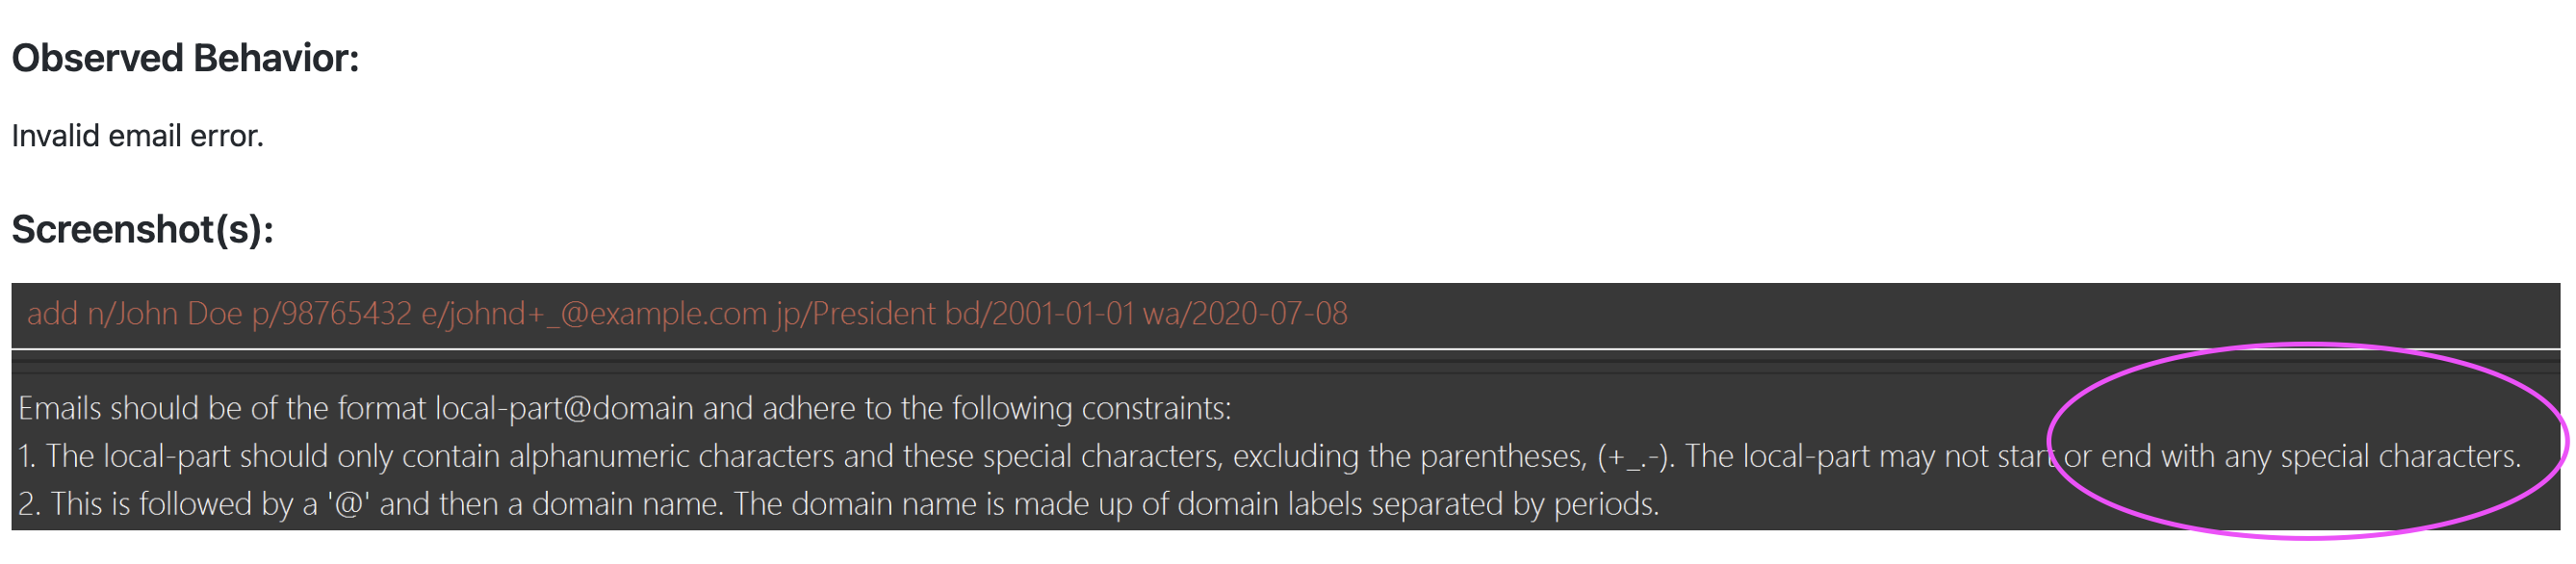 Observed Behavior:
Invalid email error.
Screenshot(s):
add n/John Doe p/98765432 e/johnd+_@example.com jp/President bd/2001-01-01 wa/2020-07-08
Emails should be of the format local-part@domain and adhere to the following constraints:
1. The local-part should only contain alphanumeric characters and these special characters, excluding the parentheses, (+_.-). The local-part may not start or end with any special characters.
2. This is followed by a '@' and then a domain name. The domain name is made up of domain labels separated by periods.